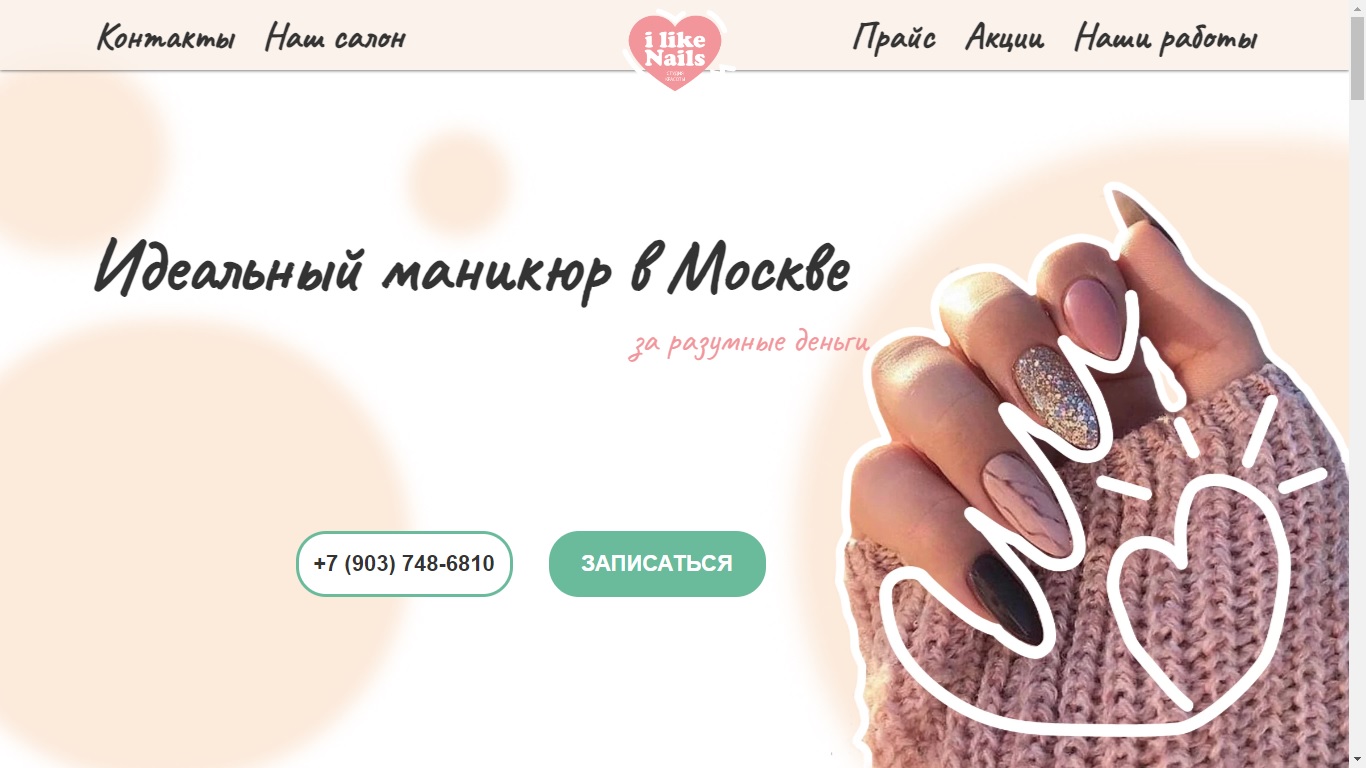 Контакты Наш салон
i like
Nails
СТУДИЯ
КРАСОТЫ
Прайс Акции Наши работы
Идеальный маникюр в Москве
за разумные деньги
+7 (903) 748-6810
ЗАПИСАТЬСЯ